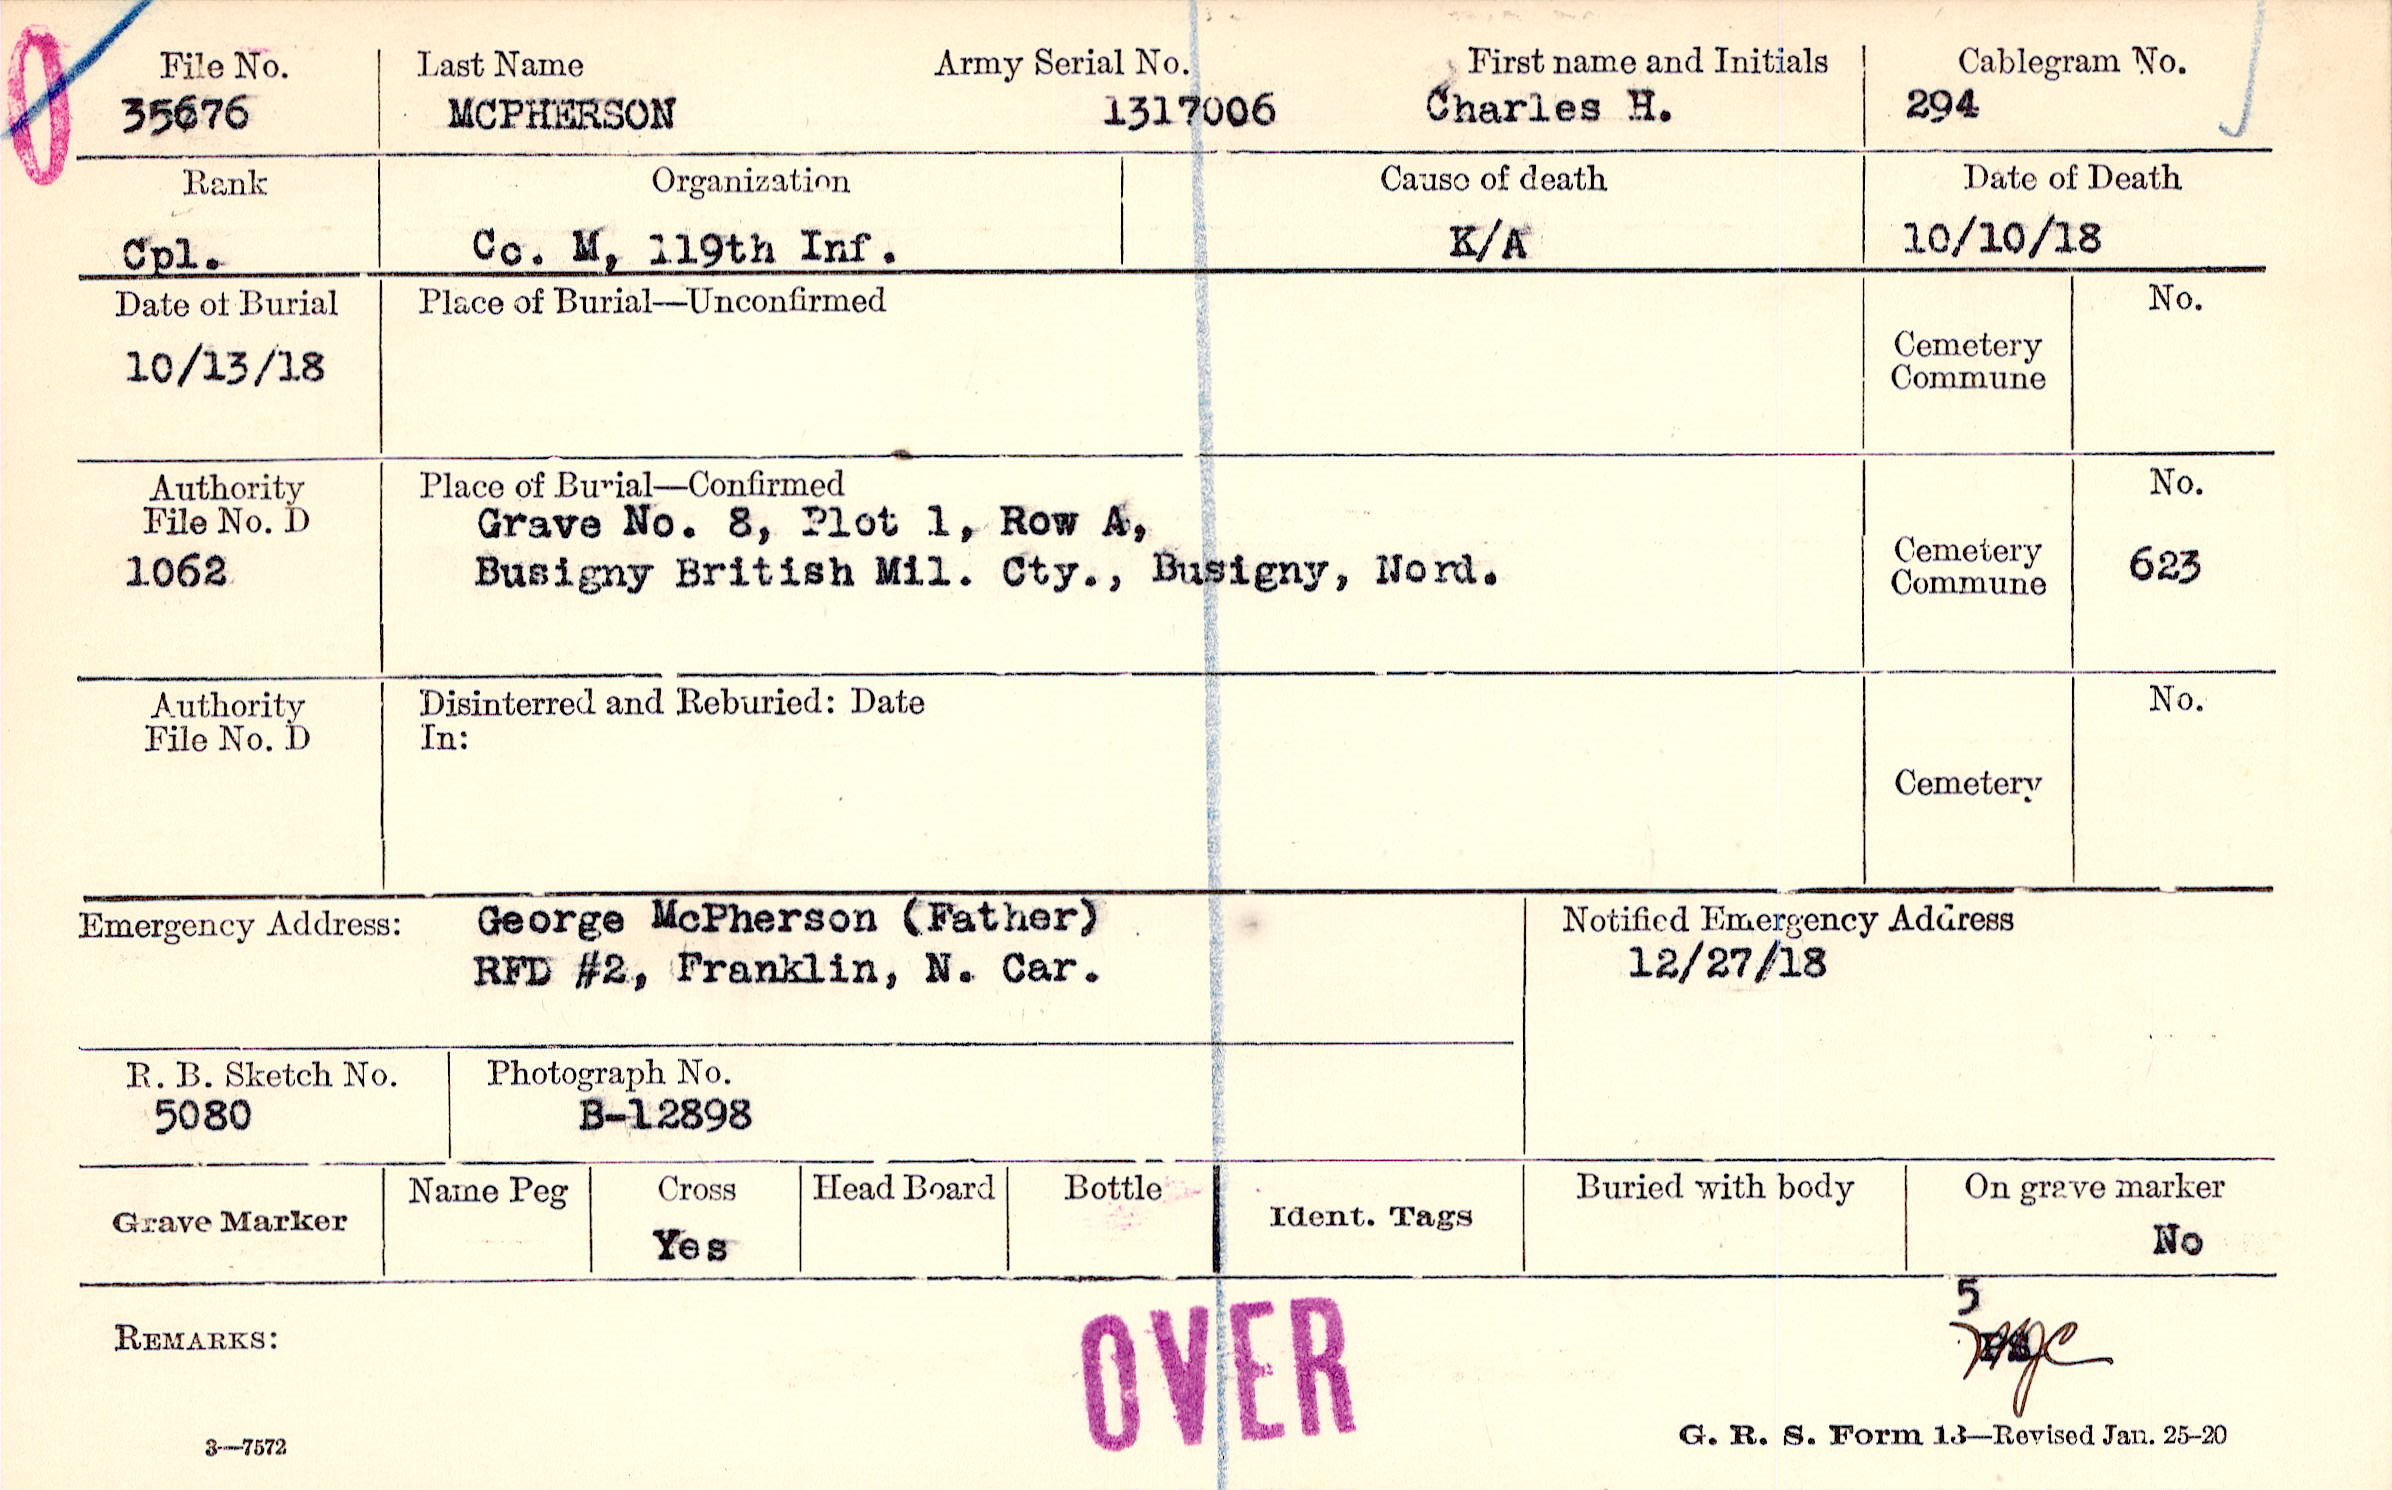 File No. Last Name Army Serial No. First name and Initials Cablegram No.
35676 MCPHERSON 1317006 Charles H. 294
Rank Organization Cause of death Date of Death
Cpl. Co. M, 119th Inf. K/A 10/10/18
Date of Burial Place of Burial—Unconfirmed No.
10/13/18
Cemetery
Commune
Authority Place of Burial—Confirmed No.
File No. D Grave No. 8, Plot 1, Row A,
1062 Busigny British Mil. Cty., Busigny, Nord.
Cemetery
Commune 623
Authority Disinterred and Reburied: Date No.
File No. D In:
Cemetery
Emergency Address: George McPherson (Father) Notified Emergency Address
RFD #2, Franklin, N. Car. 12/27/18
R. B. Sketch No. Photograph No.
5080 B-12898
Grave Marker Name Peg Cross Head Board Bottle Ident. Tags Buried with body On grave marker
Yes No
5
REMARKS:
OVER
3—7572 G. R. S. Form 13—Revised Jan. 25-20